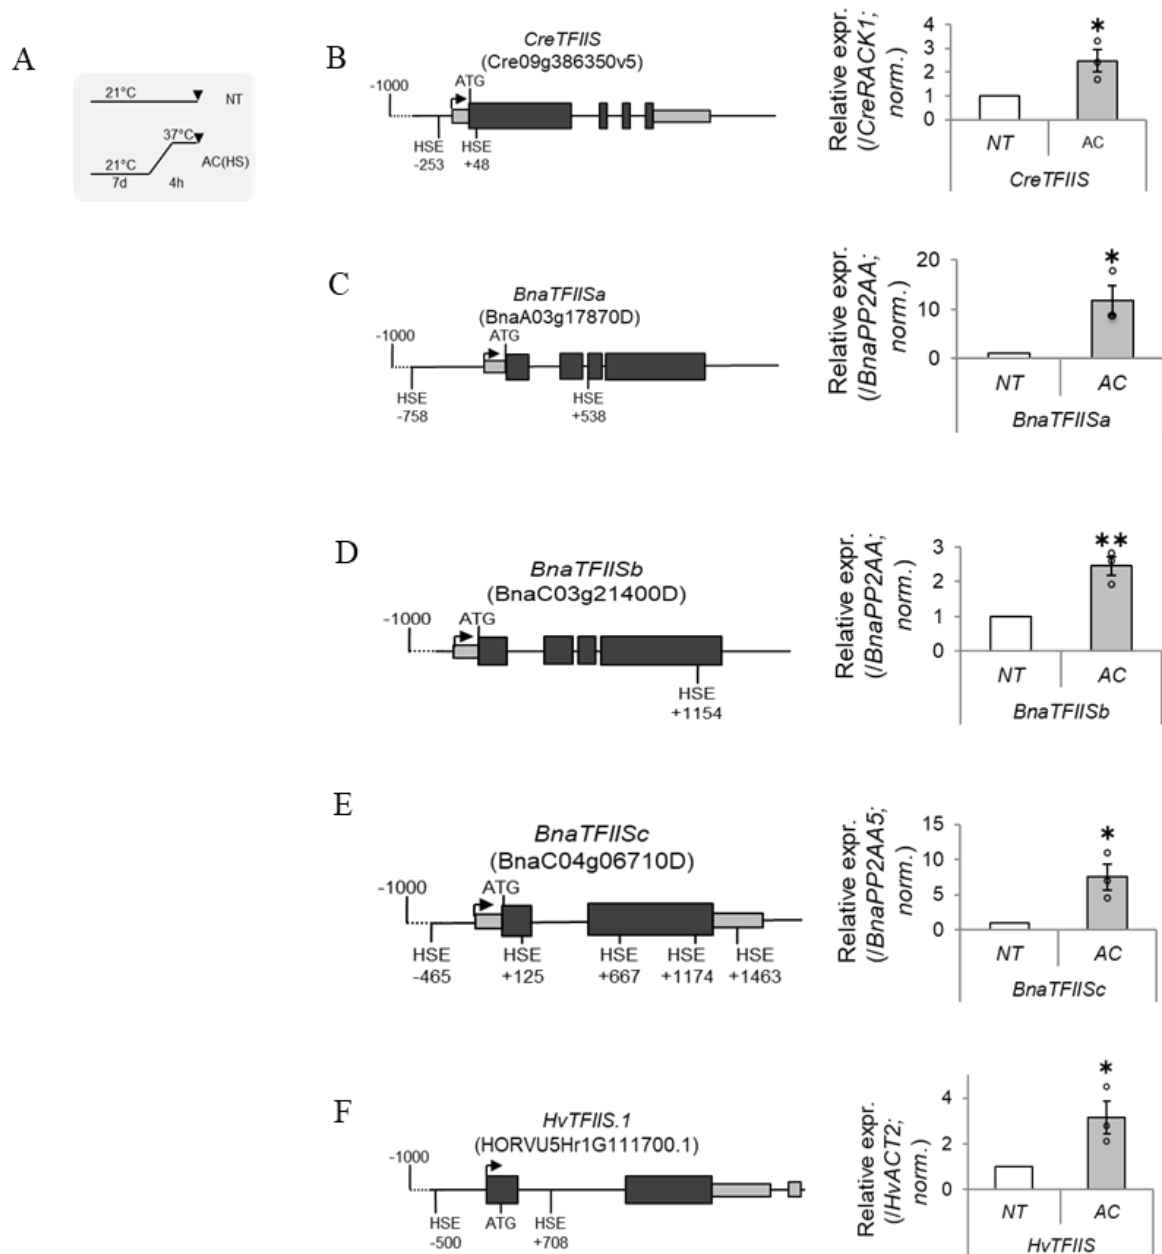 A
21°C
NT
37°C
21°C
AC(HS)
7d
4h
B
CreTFIIS
(Cre09g386350v5)
-1000
ATG
HSE
-253
HSE
+48
Relative expr.
(/CreRACK1;
norm.)
4
3
2
1
0
*
NT
AC
CreTFIIS
C
BnaTFIISa
(BnaA03g17870D)
-1000
ATG
HSE
-758
HSE
+538
Relative expr.
(/BnaPP2AA;
norm.)
20
10
0
*
NT
AC
BnaTFIISa
D
BnaTFIISb
(BnaC03g21400D)
-1000
ATG
HSE
+1154
Relative expr.
(/BnaPP2AA;
norm.)
3
2
1
0
**
NT
AC
BnaTFIISb
E
BnaTFIISc
(BnaC04g06710D)
-1000
ATG
HSE
-465
HSE
+125
HSE
+667
HSE
+1174
HSE
+1463
Relative expr.
(/BnaPP2AA5;
norm.)
15
10
5
0
*
NT
AC
BnaTFIISc
F
HvTFIIS.1
(HORVU5Hr1G111700.1)
-1000
HSE
-500
ATG
HSE
+708
Relative expr.
(/HvACT2;
norm.)
4
2
0
*
NT
AC
HvTFIIS